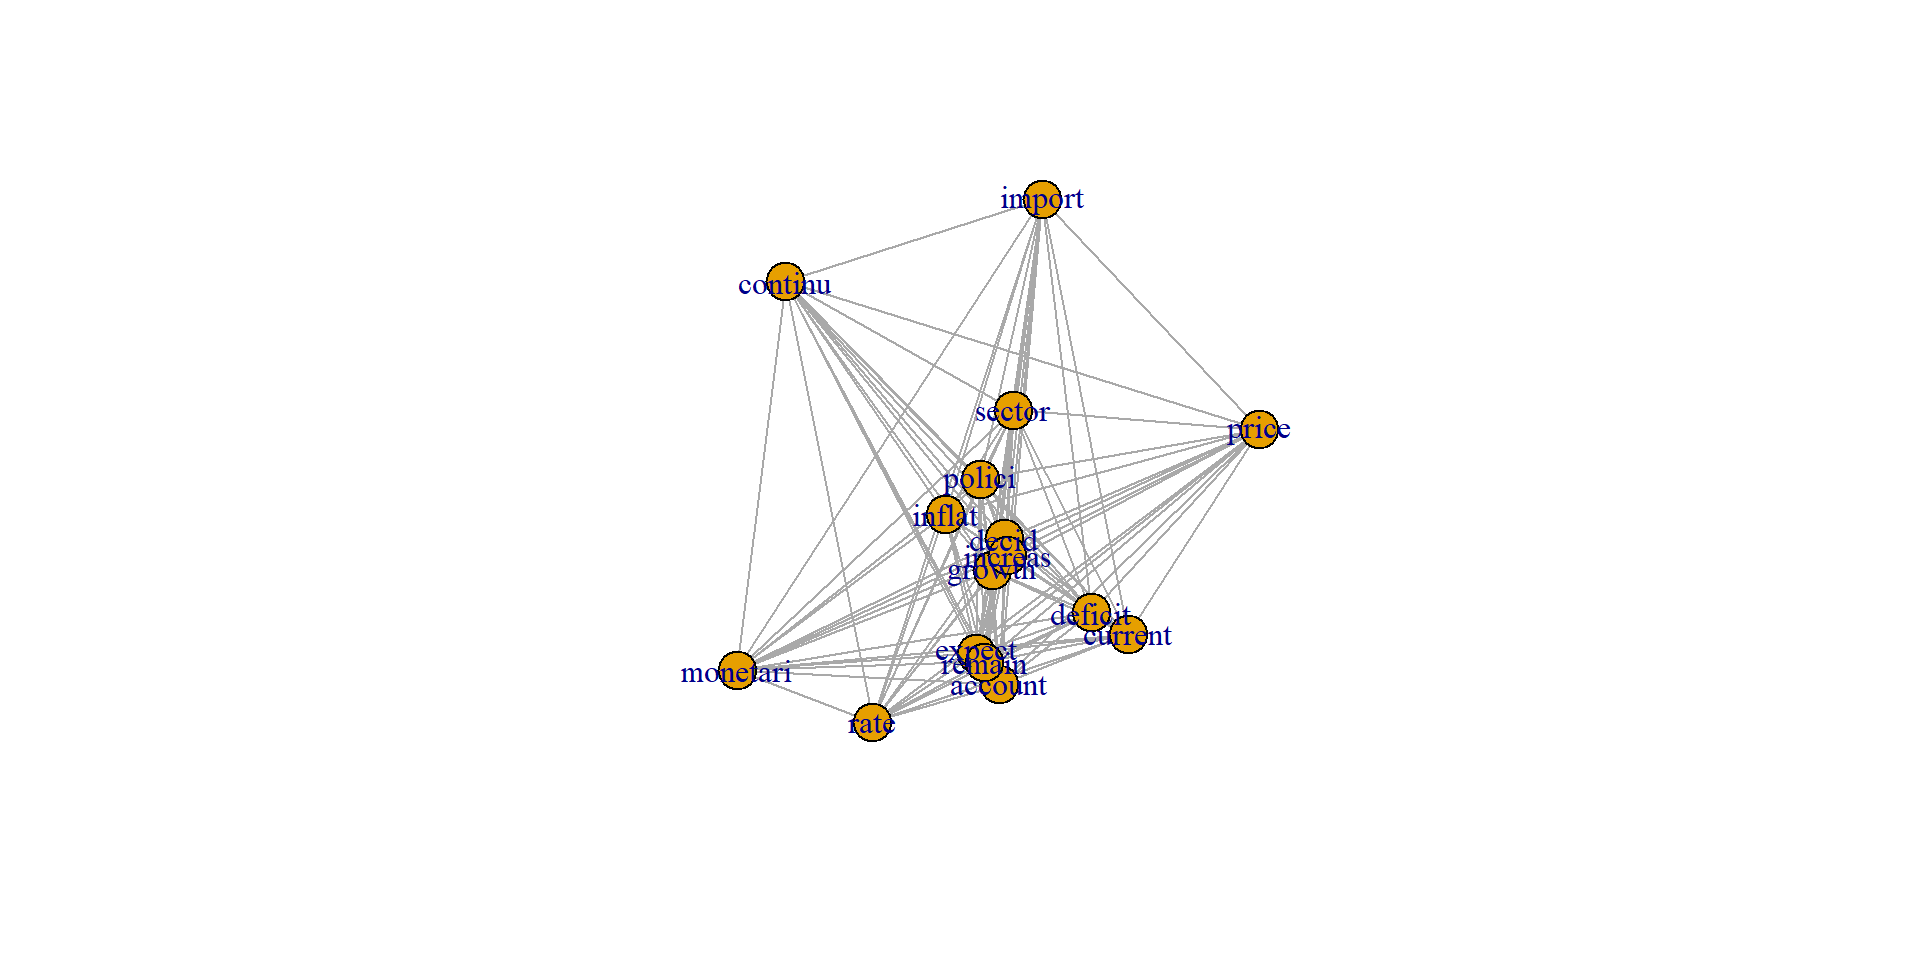 import
continu
sector
price
polici
inflat
decid
increas
growth
deficit
current
expect
remain
account
monetari
rate